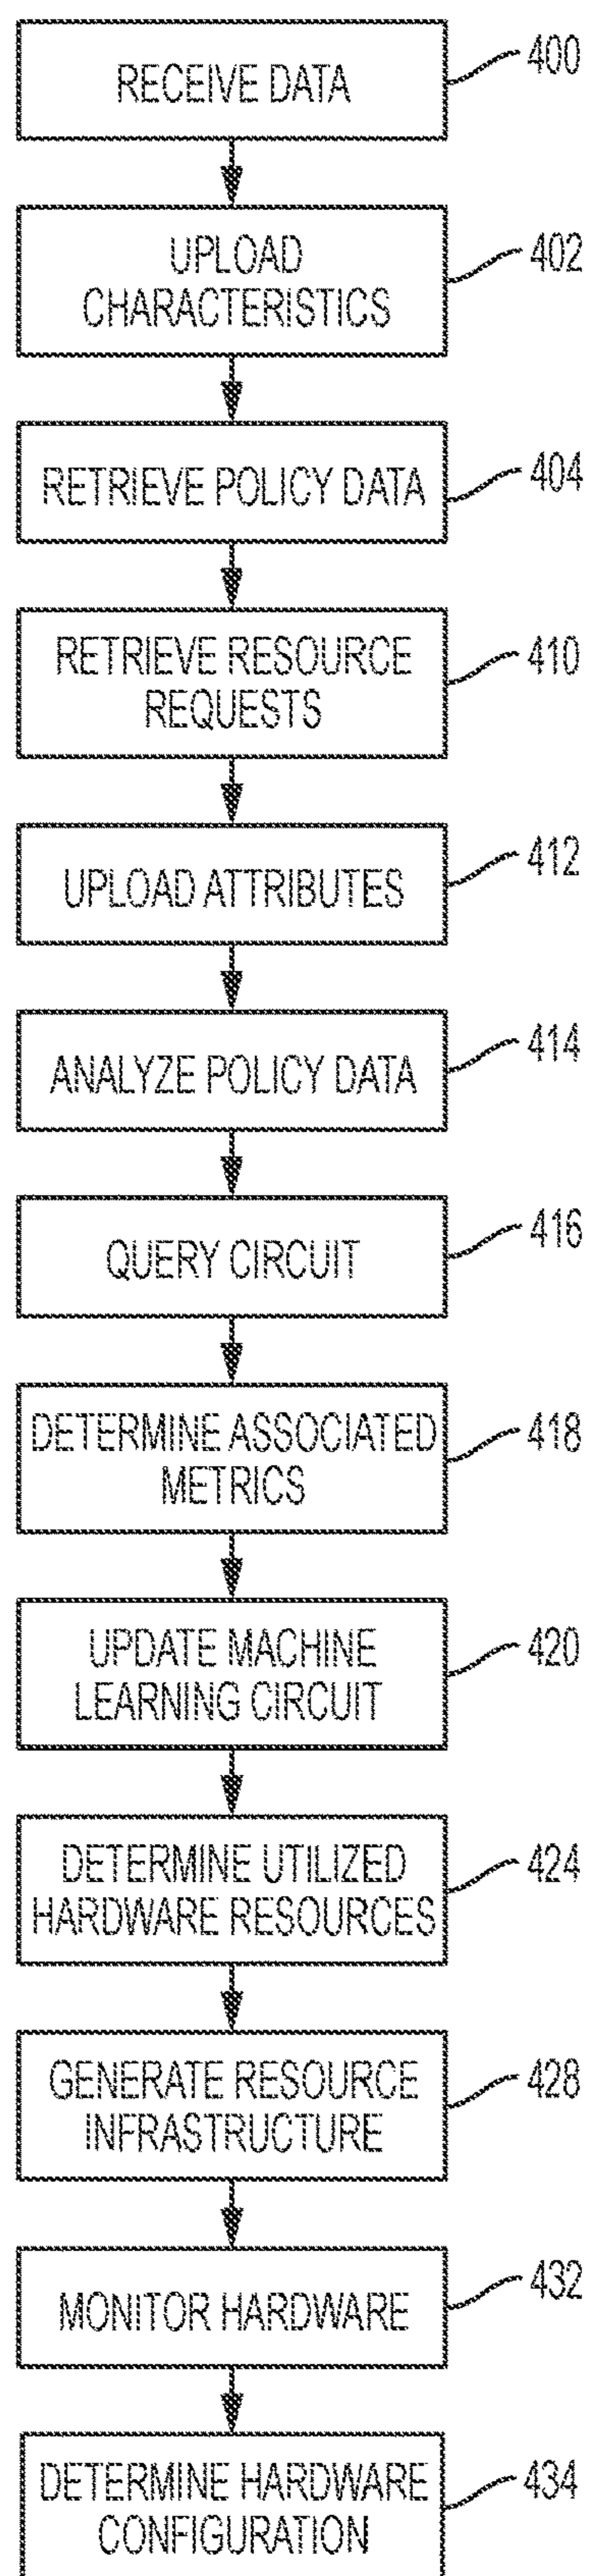 RECEIVE DATA
400
UPLOAD
CHARACTERISTICS
402
RETRIEVE POLICY DATA
404
RETRIEVE RESOURCE
REQUESTS
410
UPLOAD ATTRIBUTES
412
ANALYZE POLICY DATA
414
QUERY CIRCUIT
416
DETERMINE ASSOCIATED
METRICS
418
UPDATE MACHINE
LEARNING CIRCUIT
420
DETERMINE UTILIZED
HARDWARE RESOURCES
424
GENERATE RESOURCE
INFRASTRUCTURE
428
MONITOR HARDWARE
432
DETERMINE HARDWARE
CONFIGURATION
434